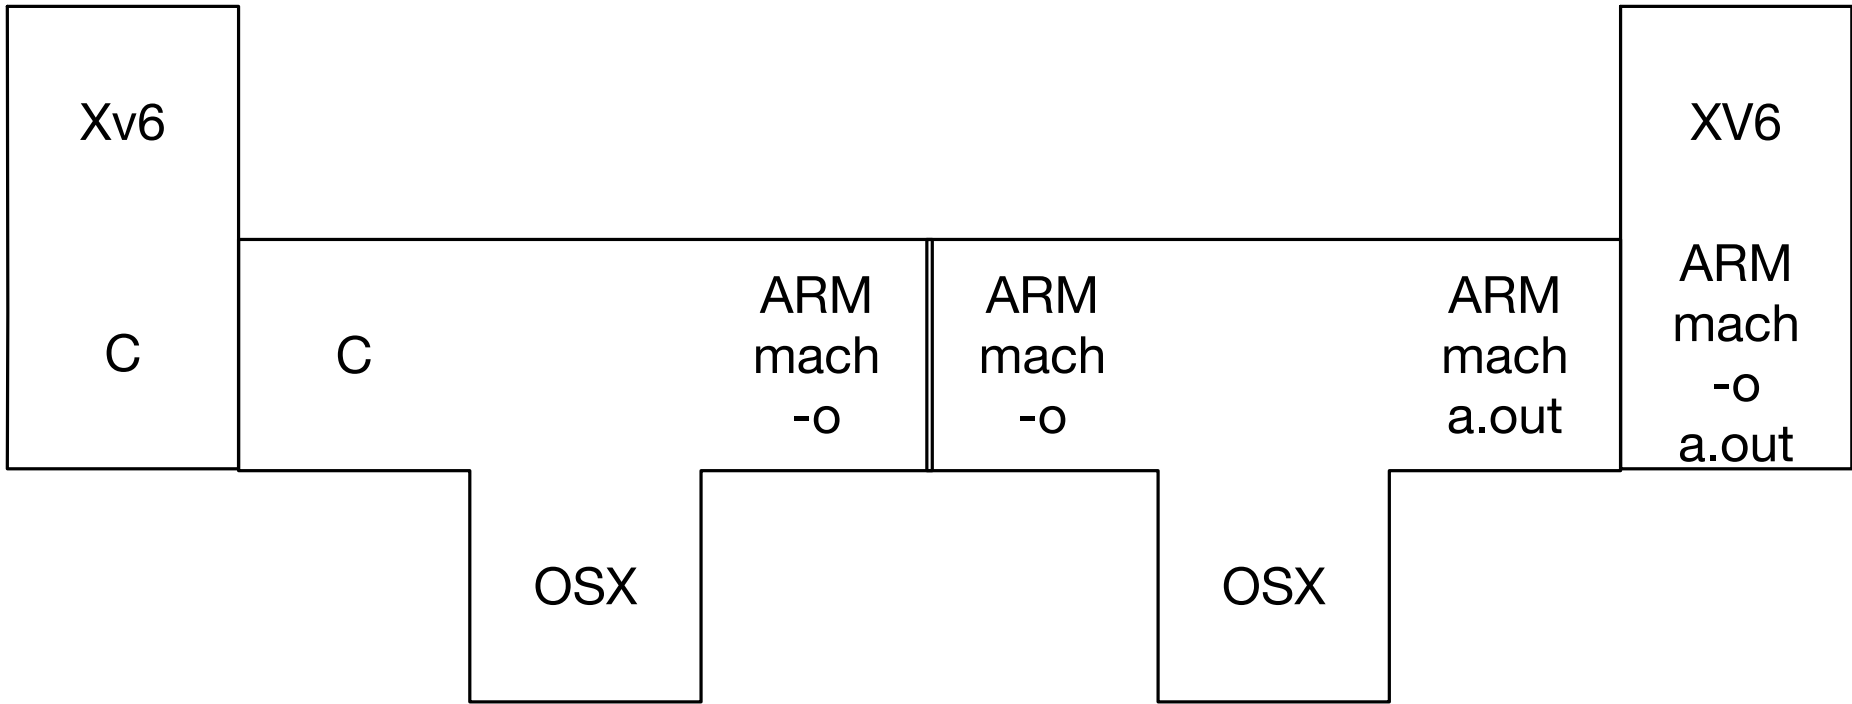 Xv6
C
C
ARM
mach
-o
OSX
ARM
mach
-o
ARM
mach
a.out
OSX
XV6
ARM
mach
-o
a.out